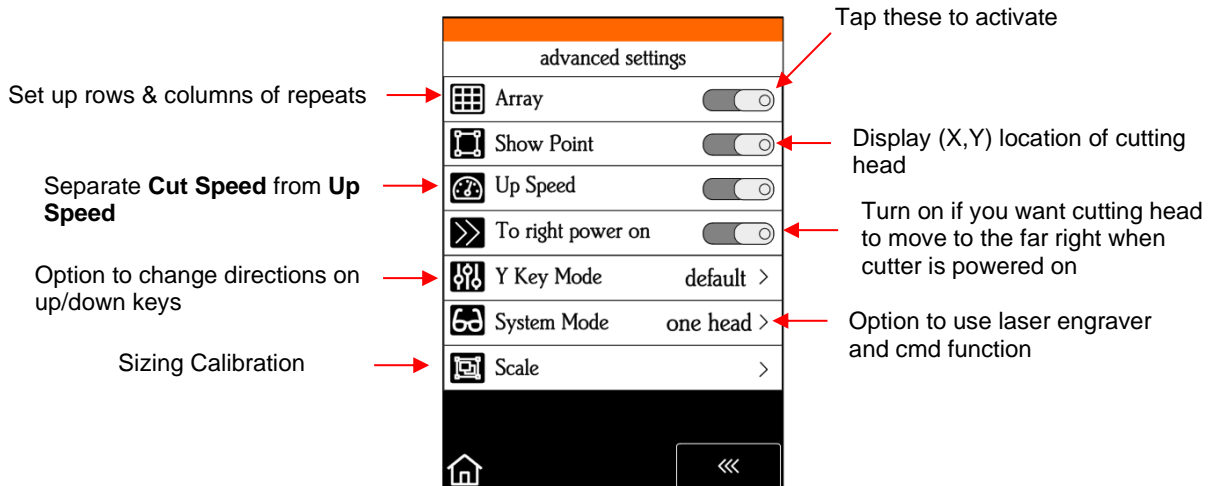 Tap these to activate
advanced settings
Set up rows & columns of repeats
Array
Show Point
Display (X,Y) location of cutting
head
Separate Cut Speed from Up
Speed
Up Speed
To right power on
Turn on if you want cutting head
to move to the far right when
cutter is powered on
Option to change directions on
up/down keys
Y Key Mode default >
System Mode one head >
Option to use laser engraver
and cmd function
Sizing Calibration
Scale >
<<<